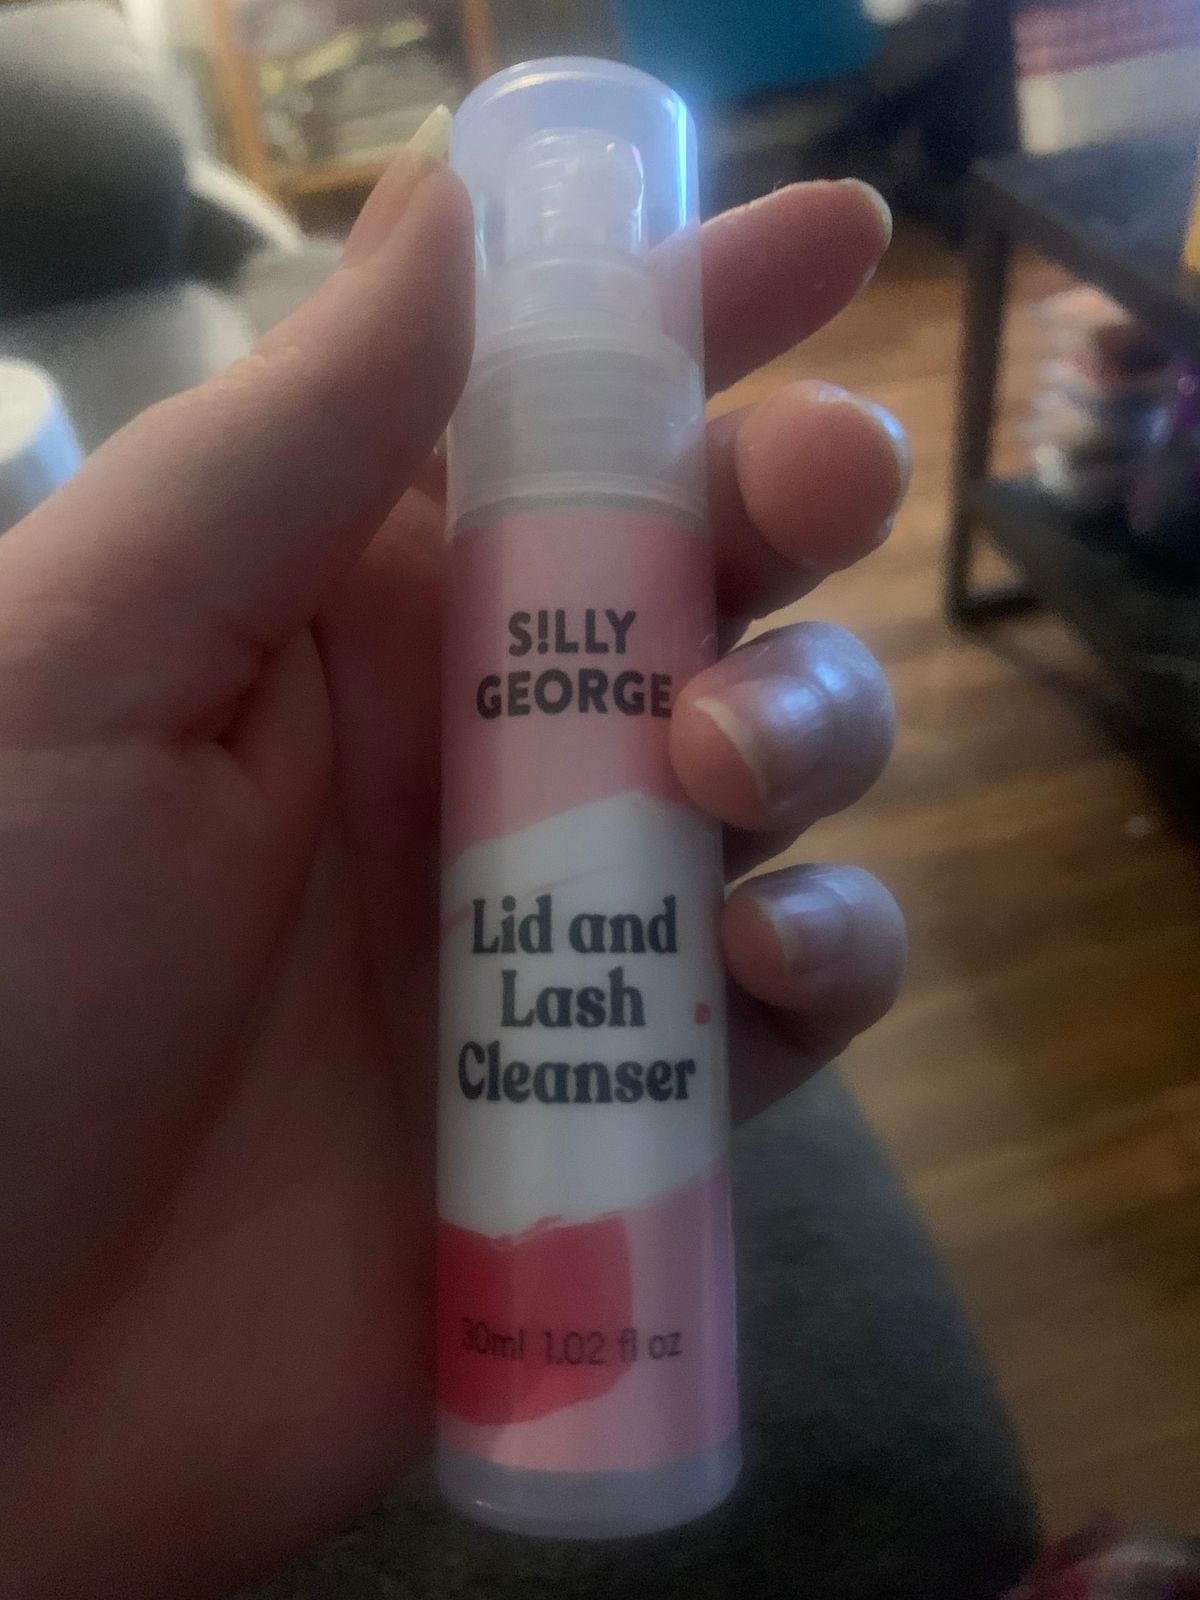 S!LLY
GEORGE
Lid and
Lash
Cleanser
30ml 1.02 fl oz